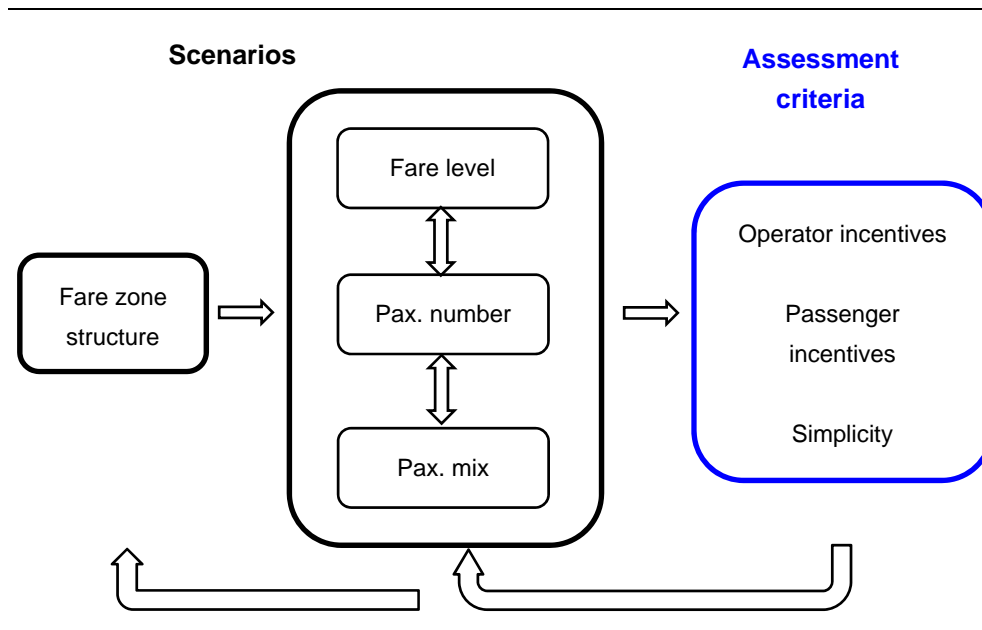 Scenarios
Assessment
criteria
Fare level
Operator incentives
Fare zone
structure
Pax. number
Passenger
incentives
Simplicity
Pax. mix